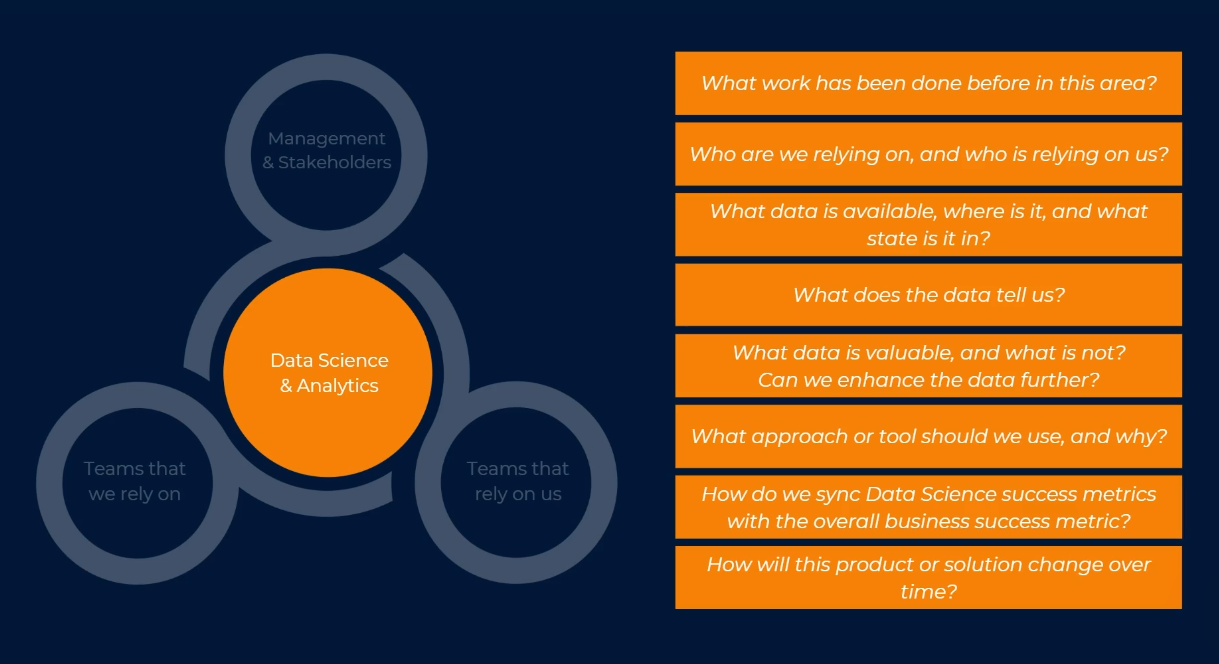 Management
& Stakeholders
Data Science
& Analytics
Teams that
we rely on
Teams that
rely on us
What work has been done before in this area?
Who are we relying on, and who is relying on us?
What data is available, where is it, and what
state is it in?
What does the data tell us?
What data is valuable, and what is not?
Can we enhance the data further?
What approach or tool should we use, and why?
How do we sync Data Science success metrics
with the overall business success metric?
How will this product or solution change over
time?